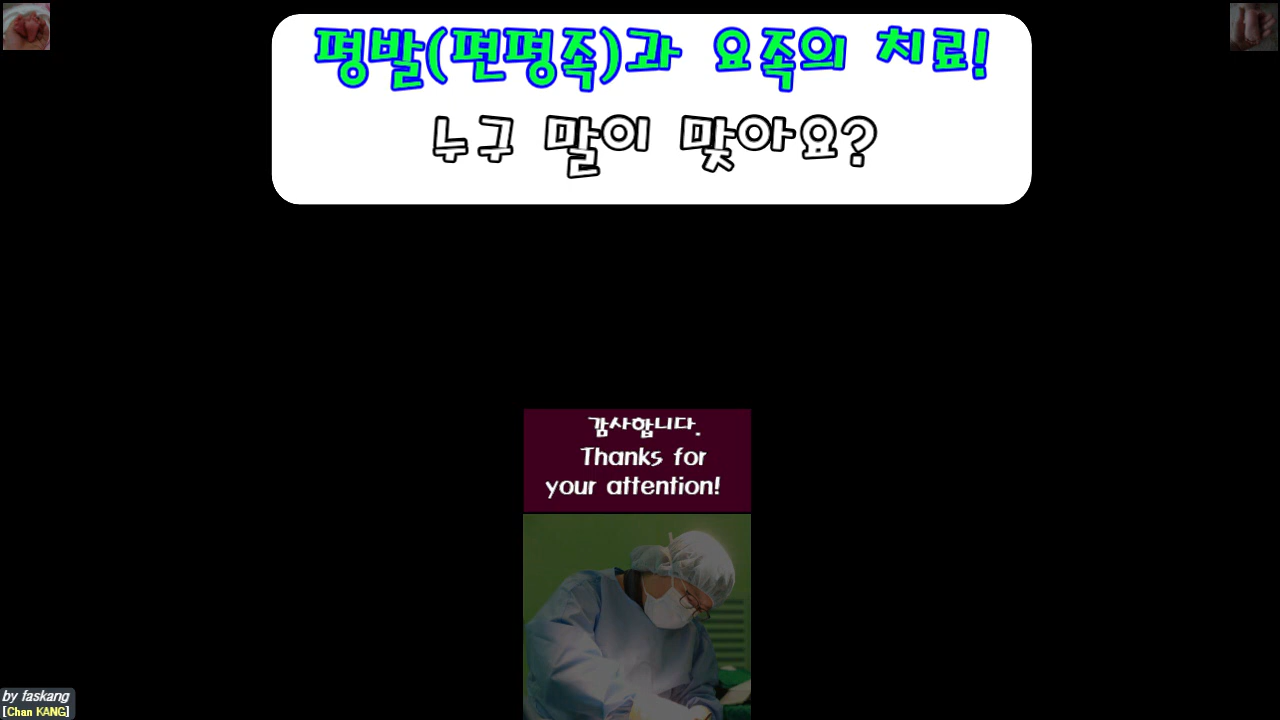 평발(편평족)과 요족의 치료!
누구 말이 맞아요?
감사합니다.
Thanks for
your attention!
by faskang
[Chan KANG]